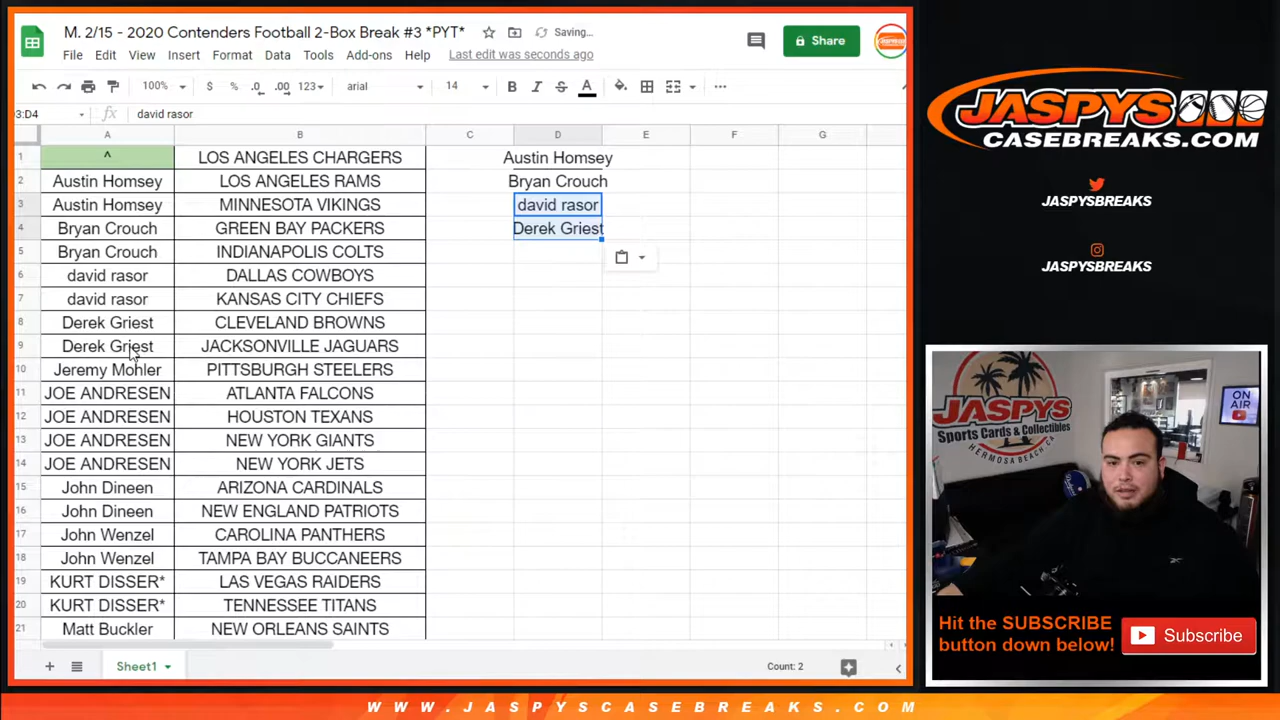 M. 2/15 - 2020 Contenders Football 2-Box Break #3 *PYT*
Saving...
File Edit View Insert Format Data Tools Add-ons Help Last edit was seconds ago
Share
100% $ % .0 .00 123 arial 14 B I S A
3:D4 fx david rasor
A B C D E F G
1 ^ LOS ANGELES CHARGERS Austin Homsey
2 Austin Homsey LOS ANGELES RAMS Bryan Crouch
3 Austin Homsey MINNESOTA VIKINGS david rasor
4 Bryan Crouch GREEN BAY PACKERS Derek Griest
5 Bryan Crouch INDIANAPOLIS COLTS
6 david rasor DALLAS COWBOYS
7 david rasor KANSAS CITY CHIEFS
8 Derek Griest CLEVELAND BROWNS
9 Derek Griest JACKSONVILLE JAGUARS
10 Jeremy Mohler PITTSBURGH STEELERS
11 JOE ANDRESEN ATLANTA FALCONS
12 JOE ANDRESEN HOUSTON TEXANS
13 JOE ANDRESEN NEW YORK GIANTS
14 JOE ANDRESEN NEW YORK JETS
15 John Dineen ARIZONA CARDINALS
16 John Dineen NEW ENGLAND PATRIOTS
17 John Wenzel CAROLINA PANTHERS
18 John Wenzel TAMPA BAY BUCCANEERS
19 KURT DISSER* LAS VEGAS RAIDERS
20 KURT DISSER* TENNESSEE TITANS
21 Matt Buckler NEW ORLEANS SAINTS
Sheet1
Count: 2
JASPYS
CASEBREAKS.COM
JASPYSBREAKS
JASPYSBREAKS
JASPYS
Sports Cards & Collectibles
HERMOSA BEACH CA
ON AIR
Hit the SUBSCRIBE
button down below!
Subscribe
WWW.JASPYSCASEBREAKS.COM